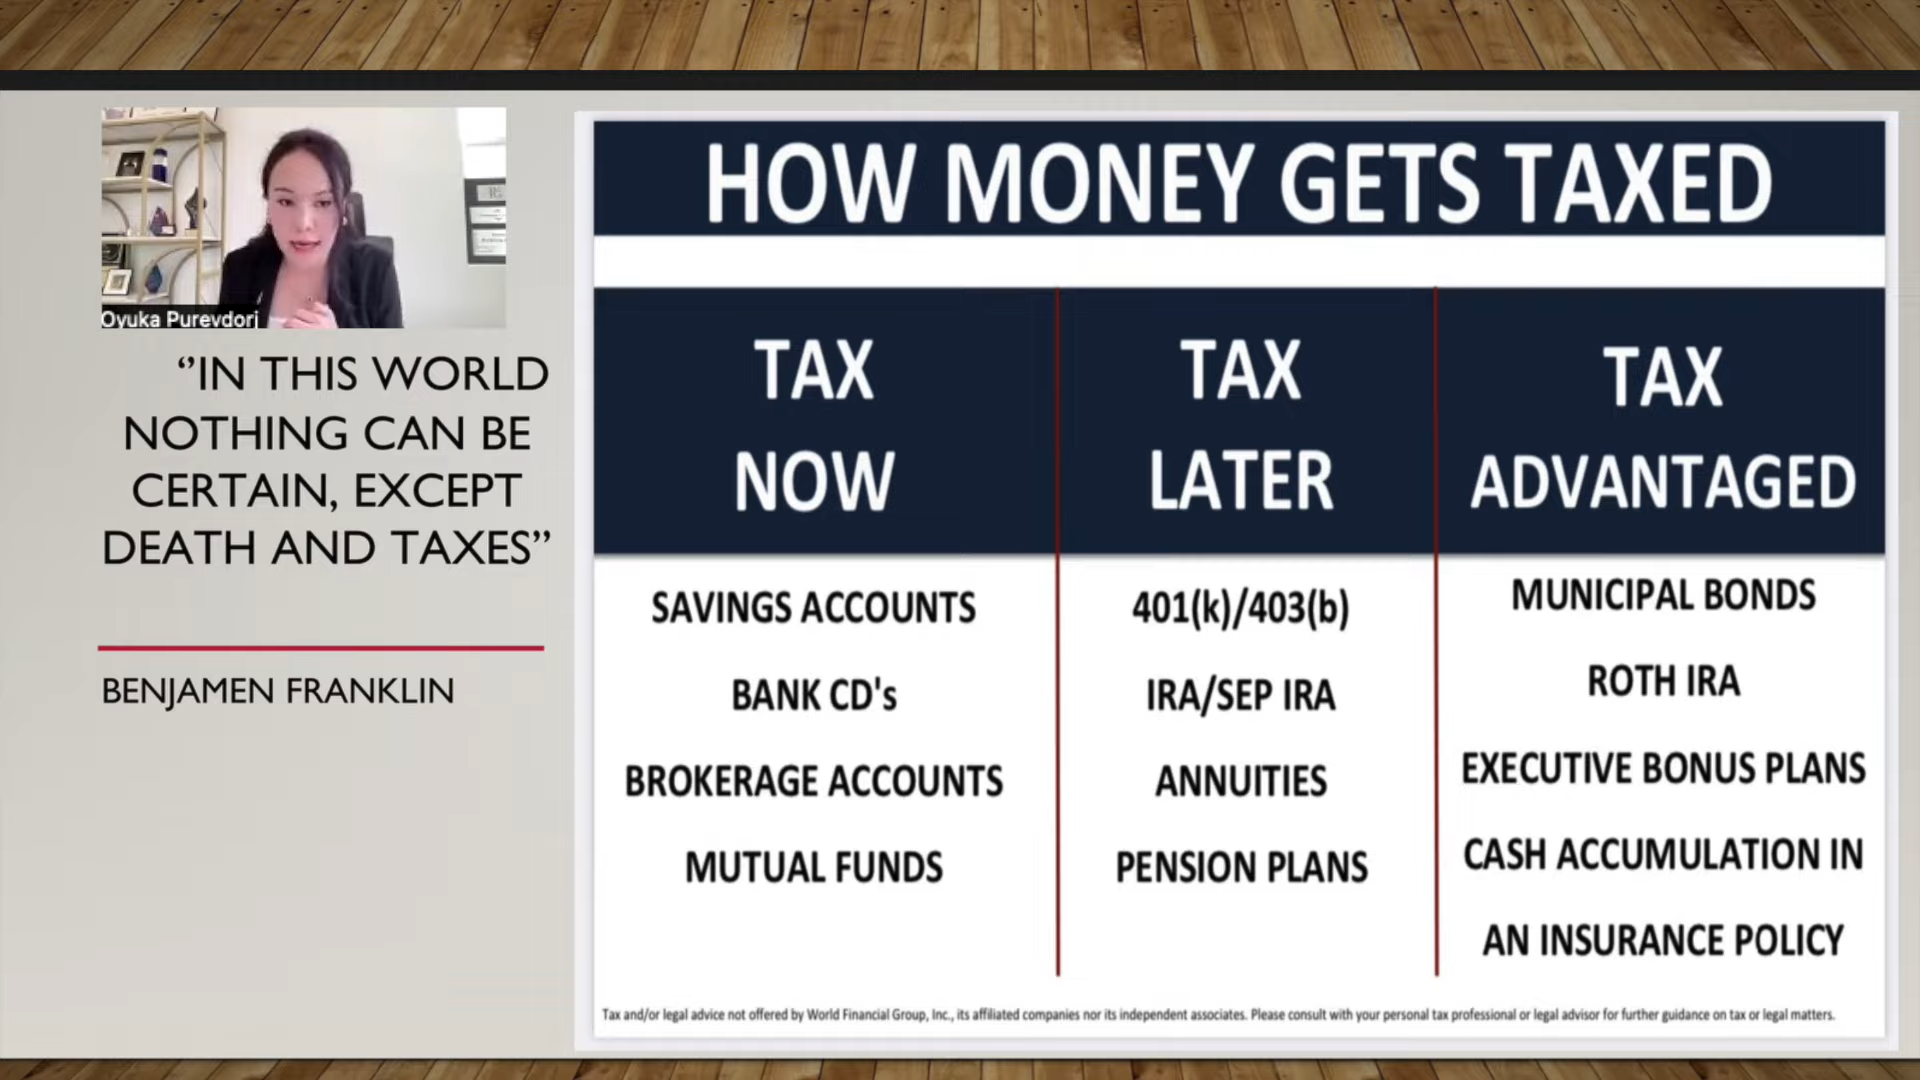 Oyuka Purevdorj
‘’IN THIS WORLD
NOTHING CAN BE
CERTAIN, EXCEPT
DEATH AND TAXES”
BENJAMEN FRANKLIN
HOW MONEY GETS TAXED
TAX
NOW
SAVINGS ACCOUNTS
BANK CD's
BROKERAGE ACCOUNTS
MUTUAL FUNDS
TAX
LATER
401(k)/403(b)
IRA/SEP IRA
ANNUITIES
PENSION PLANS
TAX
ADVANTAGED
MUNICIPAL BONDS
ROTH IRA
EXECUTIVE BONUS PLANS
CASH ACCUMULATION IN
AN INSURANCE POLICY
Tax and/or legal advice not offered by World Financial Group, Inc., its affiliated companies nor its independent associates. Please consult with your personal tax professional or legal advisor for further guidance on tax or legal matters.